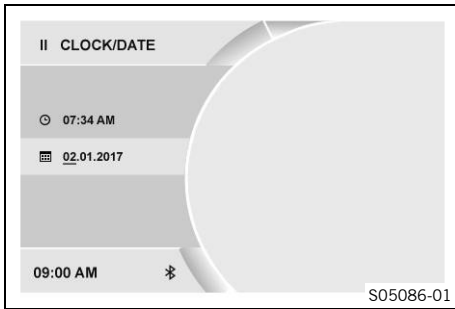 II CLOCK/DATE
07:34 AM
02.01.2017
09:00 AM
S05086-01